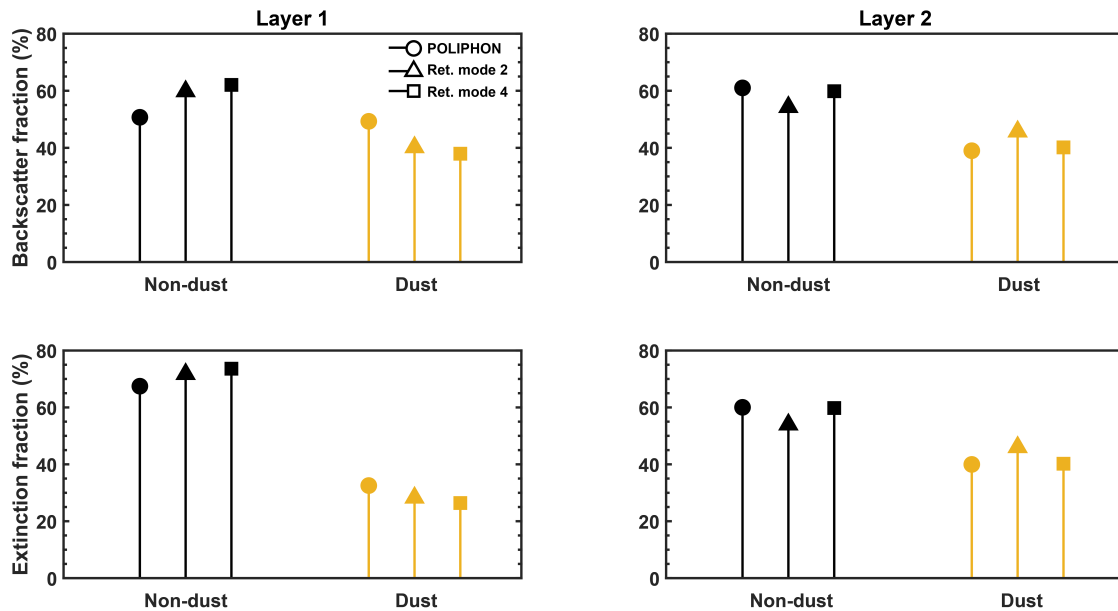 Layer 1
Layer 2
Backscatter fraction (%)
80
60
40
20
0
POLIPHON
Ret. mode 2
Ret. mode 4
Non-dust
Dust
80
60
40
20
0
Non-dust
Dust
Extinction fraction (%)
80
60
40
20
0
Non-dust
Dust
80
60
40
20
0
Non-dust
Dust